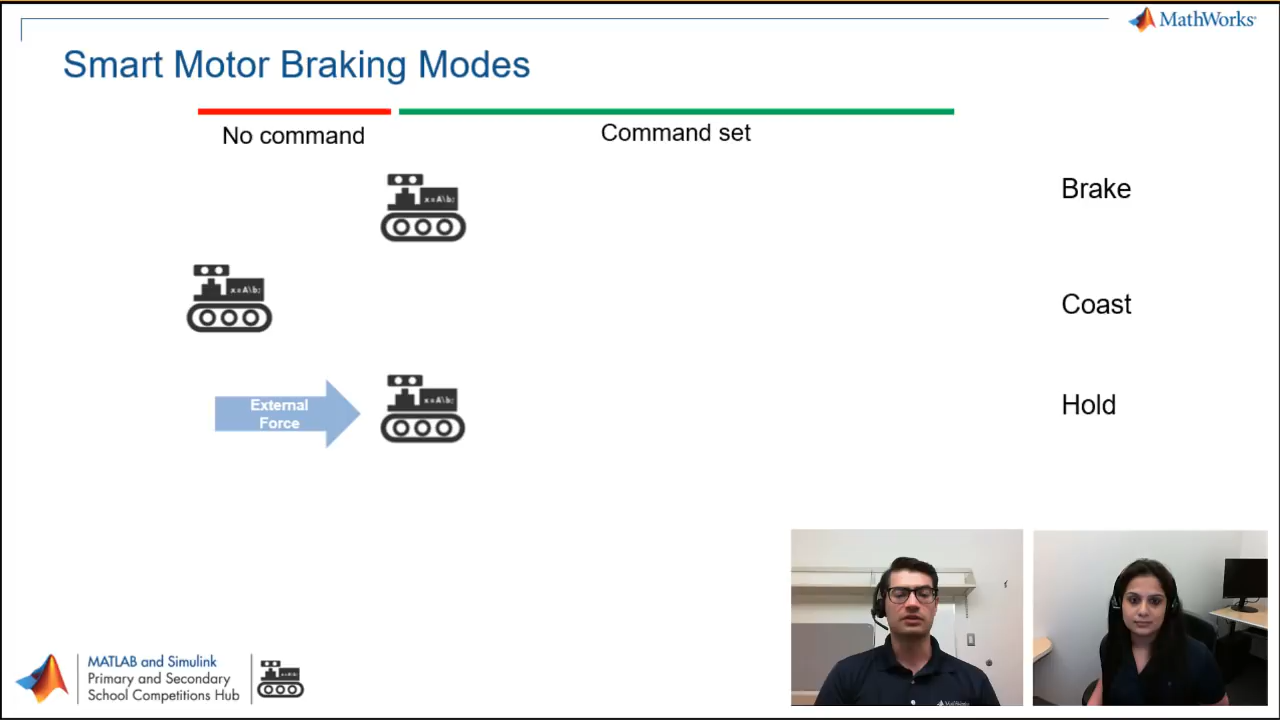 MathWorks
Smart Motor Braking Modes
No command
Command set
x = A\b;
Brake
x = A\b;
Coast
External
Force
x = A\b;
Hold
MathWorks
MATLAB and Simulink
Primary and Secondary
School Competitions Hub